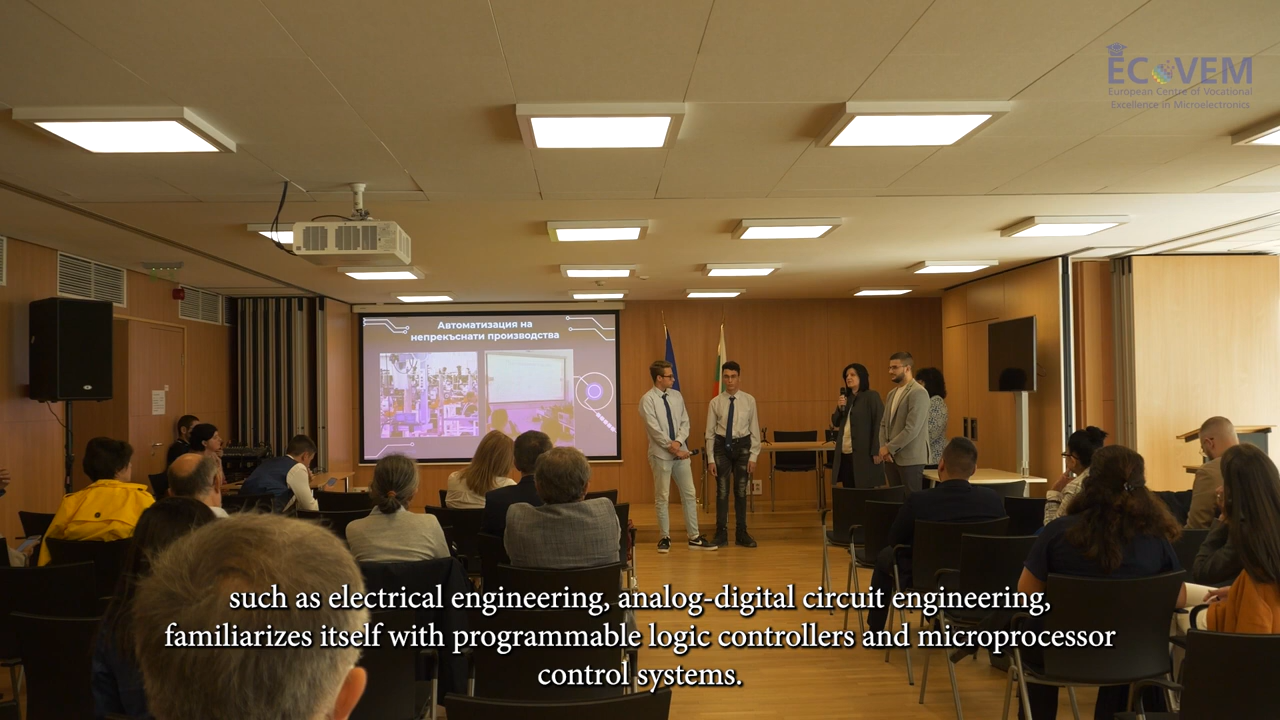 ECOVEM
European Centre of Vocational
Excellence in Microelectronics
Автоматизация на
непрекъснати производства
such as electrical engineering, analog-digital circuit engineering,
familiarizes itself with programmable logic controllers and microprocessor
control systems.